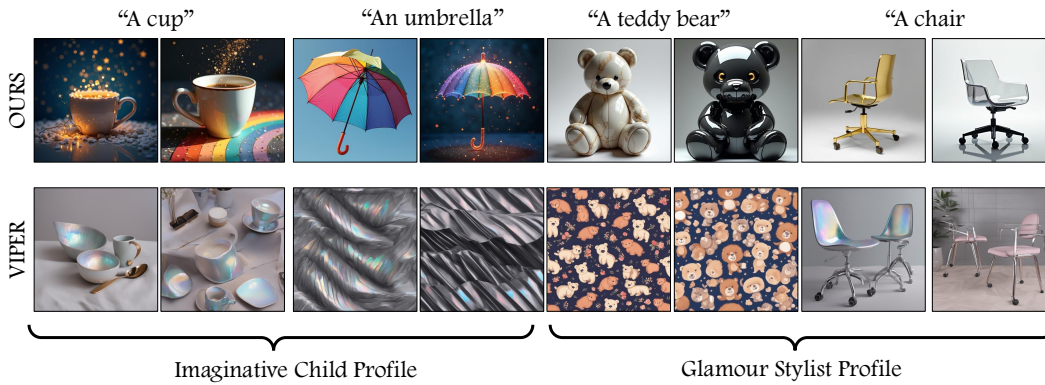 “A cup”
“An umbrella”
“A teddy bear”
“A chair
OURS
VIPER
Imaginative Child Profile
Glamour Stylist Profile